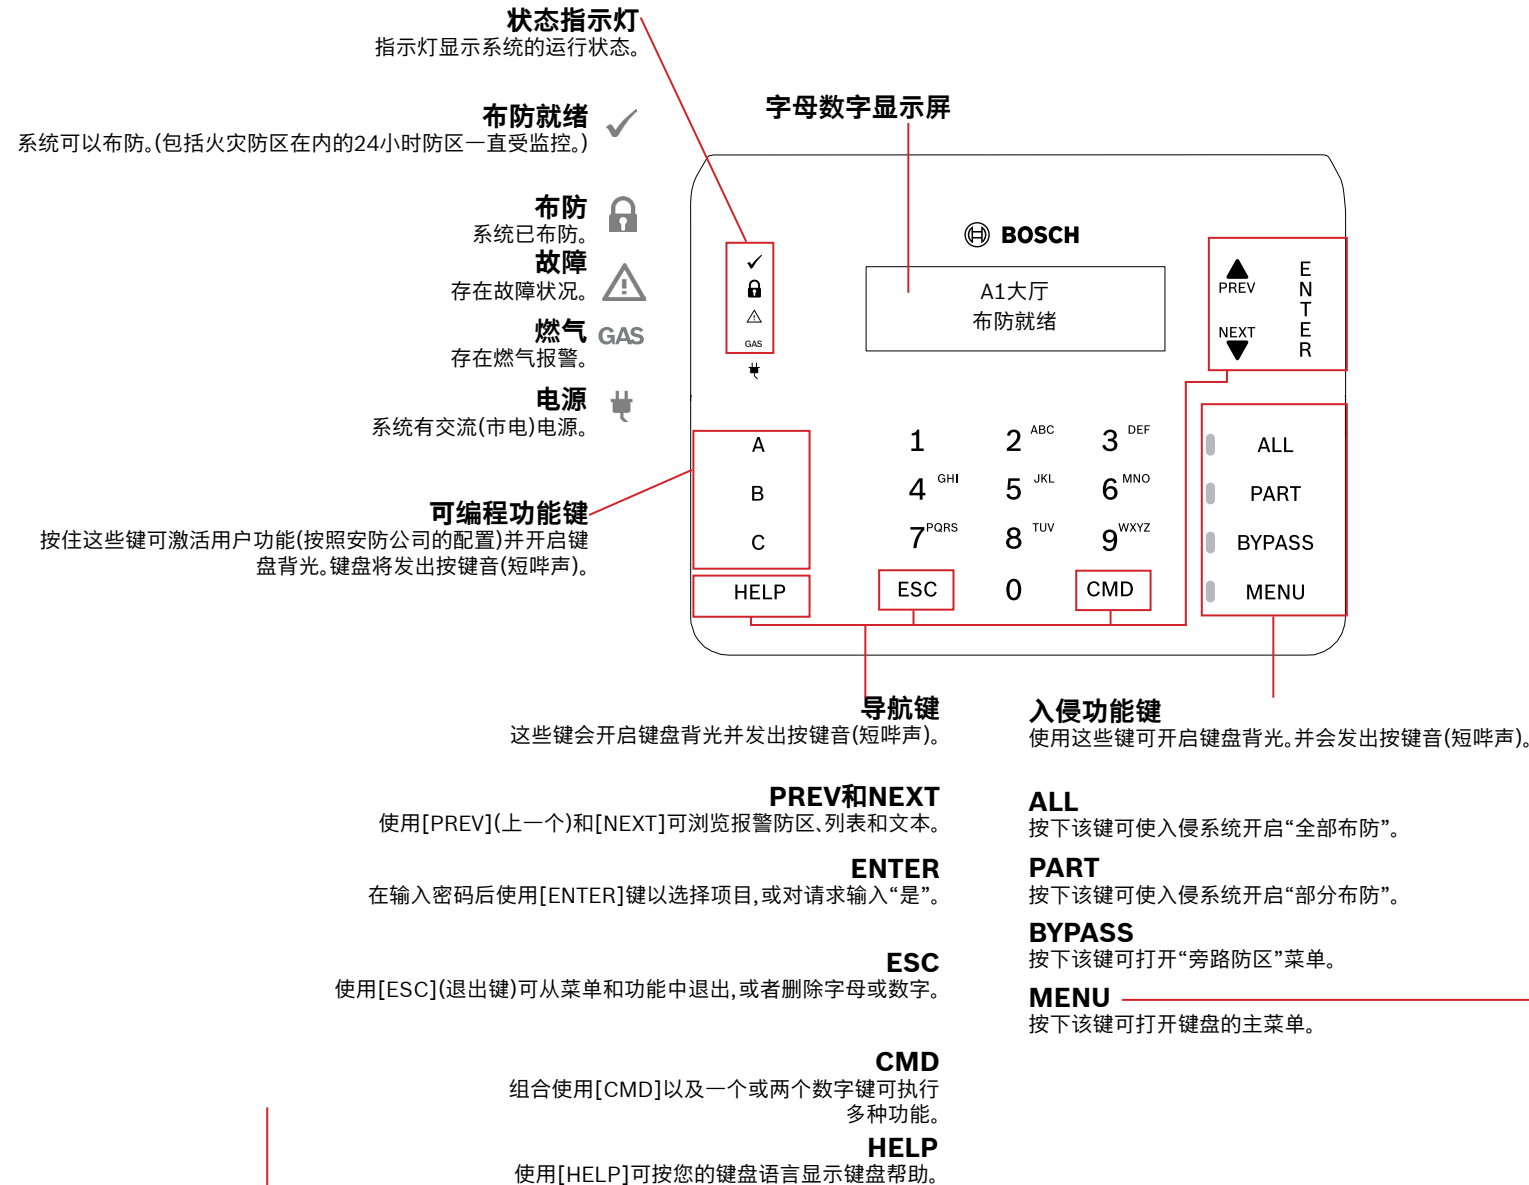 状态指示灯
指示灯显示系统的运行状态。
布防就绪
系统可以布防。(包括火灾防区在内的24小时防区一直受监控。)
布防
系统已布防。
故障
存在故障状况。
燃气
GAS
存在燃气报警。
电源
系统有交流(市电)电源。
可编程功能键
按住这些键可激活用户功能(按照安防公司的配置)并开启键
盘背光。键盘将发出按键音(短哔声)。
字母数字显示屏
BOSCH
A1大厅
布防就绪
GAS
PREV
NEXT
ENTER
A
B
C
HELP
1
2 ABC
3 DEF
4 GHI
5 JKL
6 MNO
7 PQRS
8 TUV
9 WXYZ
ESC
0
CMD
ALL
PART
BYPASS
MENU
导航键
这些键会开启键盘背光并发出按键音(短哔声)。
PREV和NEXT
使用[PREV](上一个)和[NEXT]可浏览报警防区、列表和文本。
ENTER
在输入密码后使用[ENTER]键以选择项目,或对请求输入“是”。
ESC
使用[ESC](退出键)可从菜单和功能中退出,或者删除字母或数字。
CMD
组合使用[CMD]以及一个或两个数字键可执行
多种功能。
HELP
使用[HELP]可按您的键盘语言显示键盘帮助。
入侵功能键
使用这些键可开启键盘背光。并会发出按键音(短哔声)。
ALL
按下该键可使入侵系统开启“全部布防”。
PART
按下该键可使入侵系统开启“部分布防”。
BYPASS
按下该键可打开“旁路防区”菜单。
MENU
按下该键可打开键盘的主菜单。